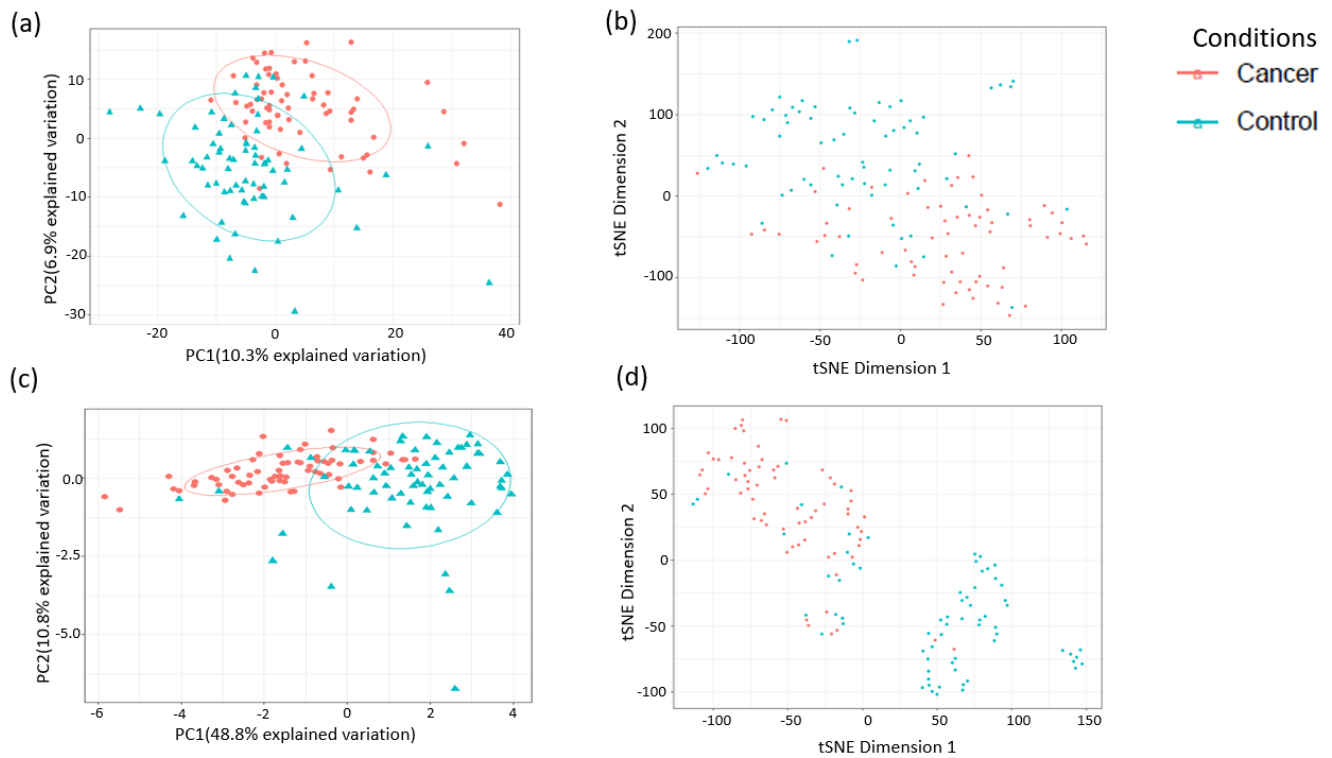 (a)
PC2(6.9% explained variation)
10
0
-10
-20
-30
-20
0
20
40
PC1(10.3% explained variation)
(b)
tSNE Dimension 2
200
100
0
-100
-100
-50
0
50
100
tSNE Dimension 1
Conditions
Cancer
Control
(c)
PC2(10.8% explained variation)
0.0
-2.5
-5.0
-6
-4
-2
0
2
4
PC1(48.8% explained variation)
(d)
tSNE Dimension 2
100
50
0
-50
-100
-100
-50
0
50
100
150
tSNE Dimension 1